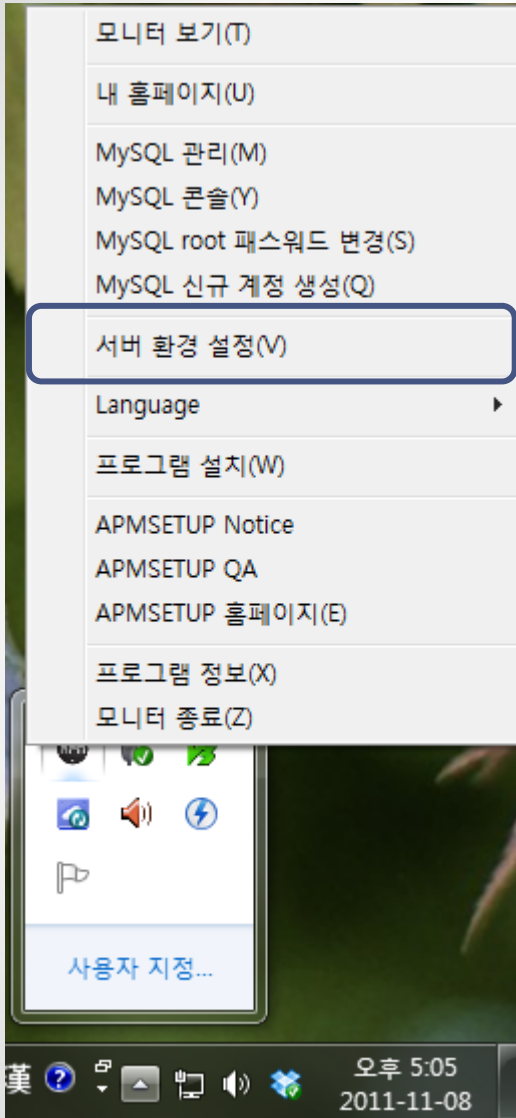 모니터 보기(T)
내 홈페이지(U)
MySQL 관리(M)
MySQL 콘솔(Y)
MySQL root 패스워드 변경(S)
MySQL 신규 계정 생성(Q)
서버 환경 설정(V)
Language
프로그램 설치(W)
APMSETUP Notice
APMSETUP QA
APMSETUP 홈페이지(E)
프로그램 정보(X)
모니터 종료(Z)
사용자 지정...
漢
오후 5:05
2011-11-08